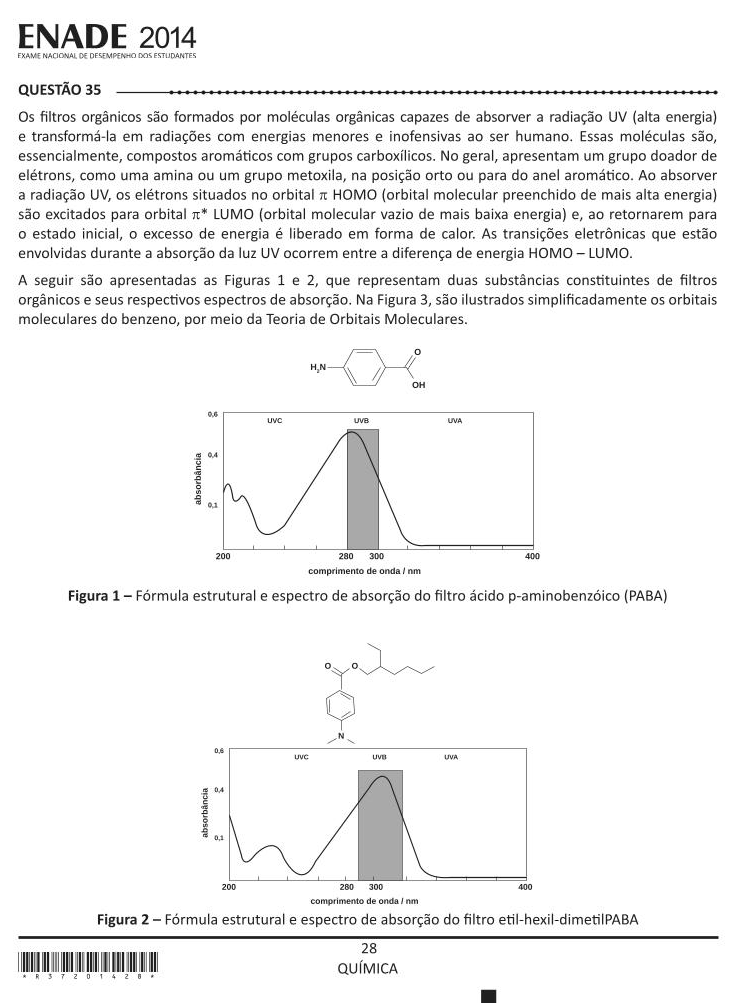 ENADE 2014
EXAME NACIONAL DE DESEMPENHO DOS ESTUDANTES
QUESTÃO 35
Os filtros orgânicos são formados por moléculas orgânicas capazes de absorver a radiação UV (alta energia)
e transformá-la em radiações com energias menores e inofensivas ao ser humano. Essas moléculas são,
essencialmente, compostos aromáticos com grupos carboxílicos. No geral, apresentam um grupo doador de
elétrons, como uma amina ou um grupo metoxila, na posição orto ou para do anel aromático. Ao absorver
a radiação UV, os elétrons situados no orbital π HOMO (orbital molecular preenchido de mais alta energia)
são excitados para orbital π* LUMO (orbital molecular vazio de mais baixa energia) e, ao retornarem para
o estado inicial, o excesso de energia é liberado em forma de calor. As transições eletrônicas que estão
envolvidas durante a absorção da luz UV ocorrem entre a diferença de energia HOMO – LUMO.
A seguir são apresentadas as Figuras 1 e 2, que representam duas substâncias constituintes de filtros
orgânicos e seus respectivos espectros de absorção. Na Figura 3, são ilustrados simplificadamente os orbitais
moleculares do benzeno, por meio da Teoria de Orbitais Moleculares.
O
H₂N
OH
0,6
UVC UVB UVA
0,4
absorbância
0,1
200 280 300 400
comprimento de onda / nm
Figura 1 – Fórmula estrutural e espectro de absorção do filtro ácido p-aminobenzóico (PABA)
O O
N
0,6
UVC UVB UVA
0,4
absorbância
0,1
200 280 300 400
comprimento de onda / nm
Figura 2 – Fórmula estrutural e espectro de absorção do filtro etil-hexil-dimetilPABA
28
QUÍMICA
* R 3 7 2 0 1 4 2 8 *